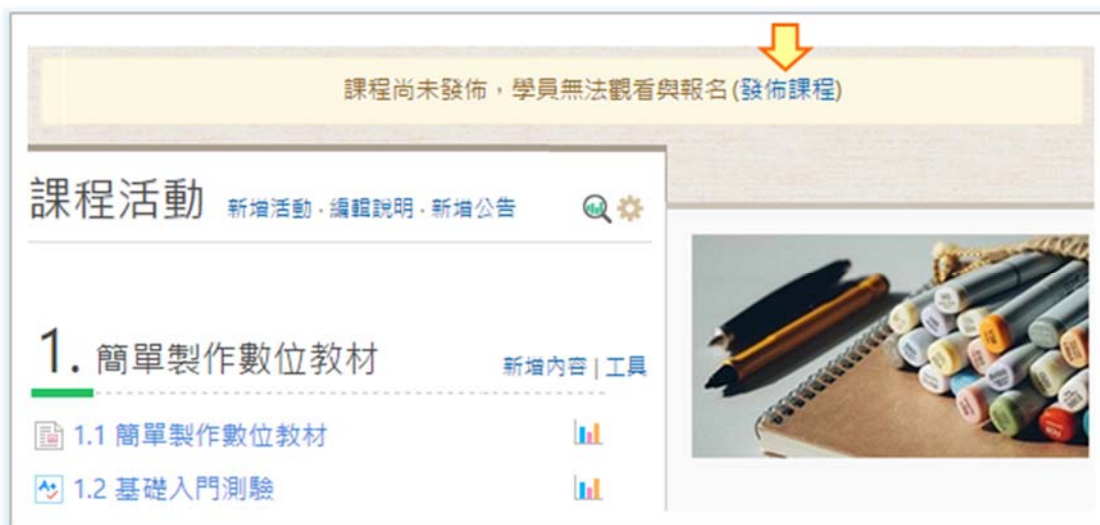 課程尚未發佈，學員無法觀看與報名(發佈課程)
課程活動 新增活動 · 編輯說明 · 新增公告
1. 簡單製作數位教材 新增內容 | 工具
1.1 簡單製作數位教材
1.2 基礎入門測驗